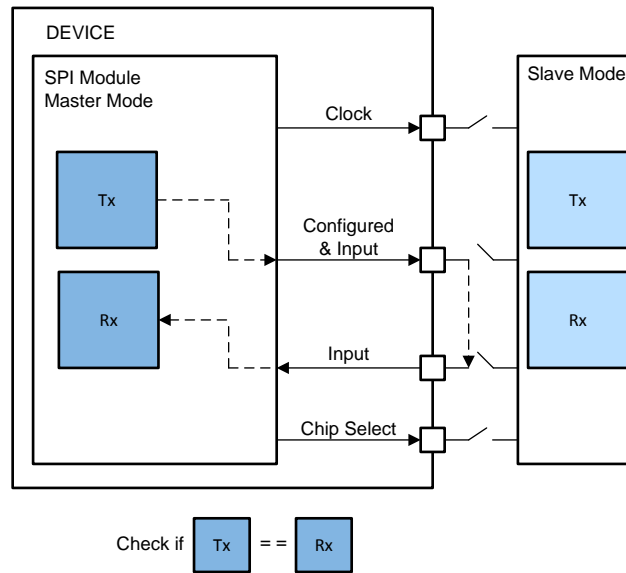 DEVICE
SPI Module
Master Mode
Slave Mode
Clock
Tx
Tx
Configured
& Input
Rx
Rx
Input
Chip Select
Check if Tx == Rx